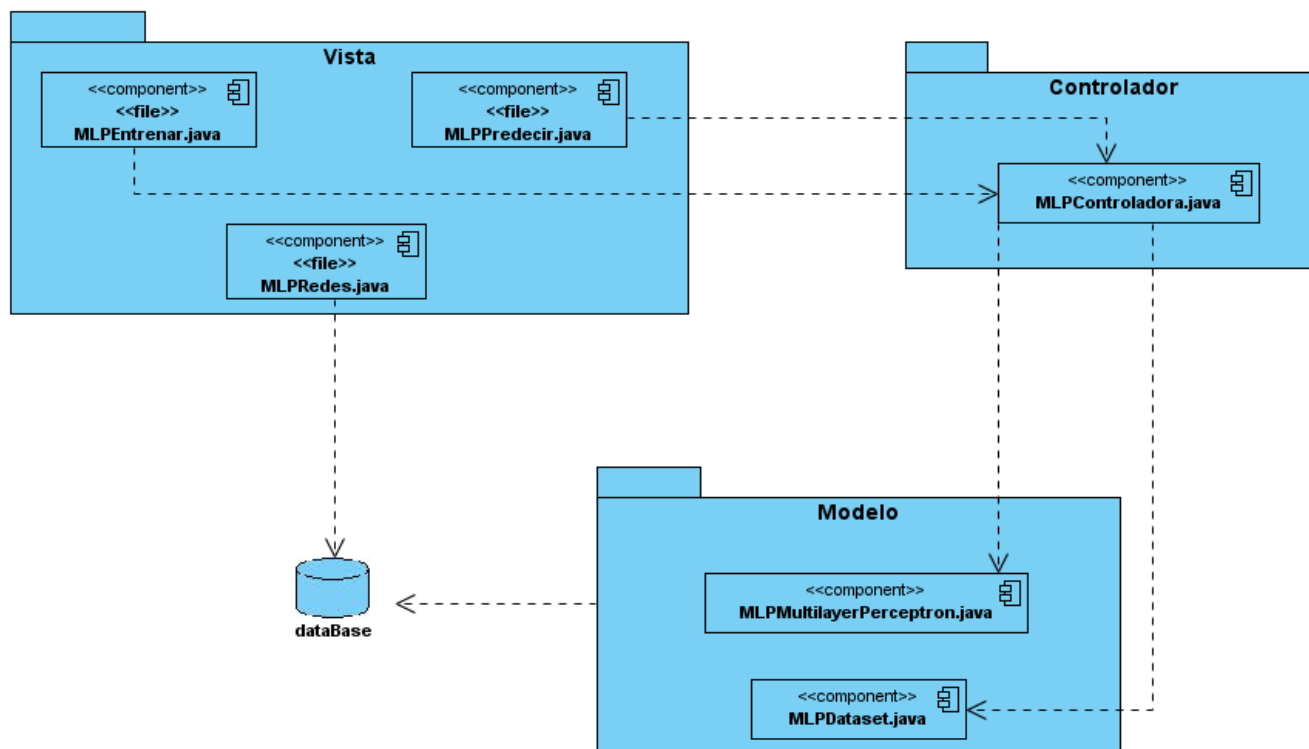 Vista
<<component>>
<<file>>
MLPEntrenar.java
<<component>>
<<file>>
MLPPredecir.java
<<component>>
<<file>>
MLPRedes.java
Controlador
<<component>>
MLPControladora.java
Modelo
<<component>>
MLPMultilayerPerceptron.java
<<component>>
MLPDataset.java
dataBase